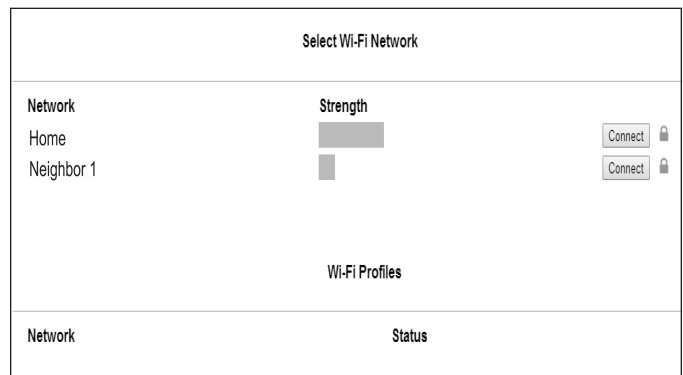 Select Wi-Fi Network
Network Strength
Home Connect
Neighbor 1 Connect
Wi-Fi Profiles
Network Status